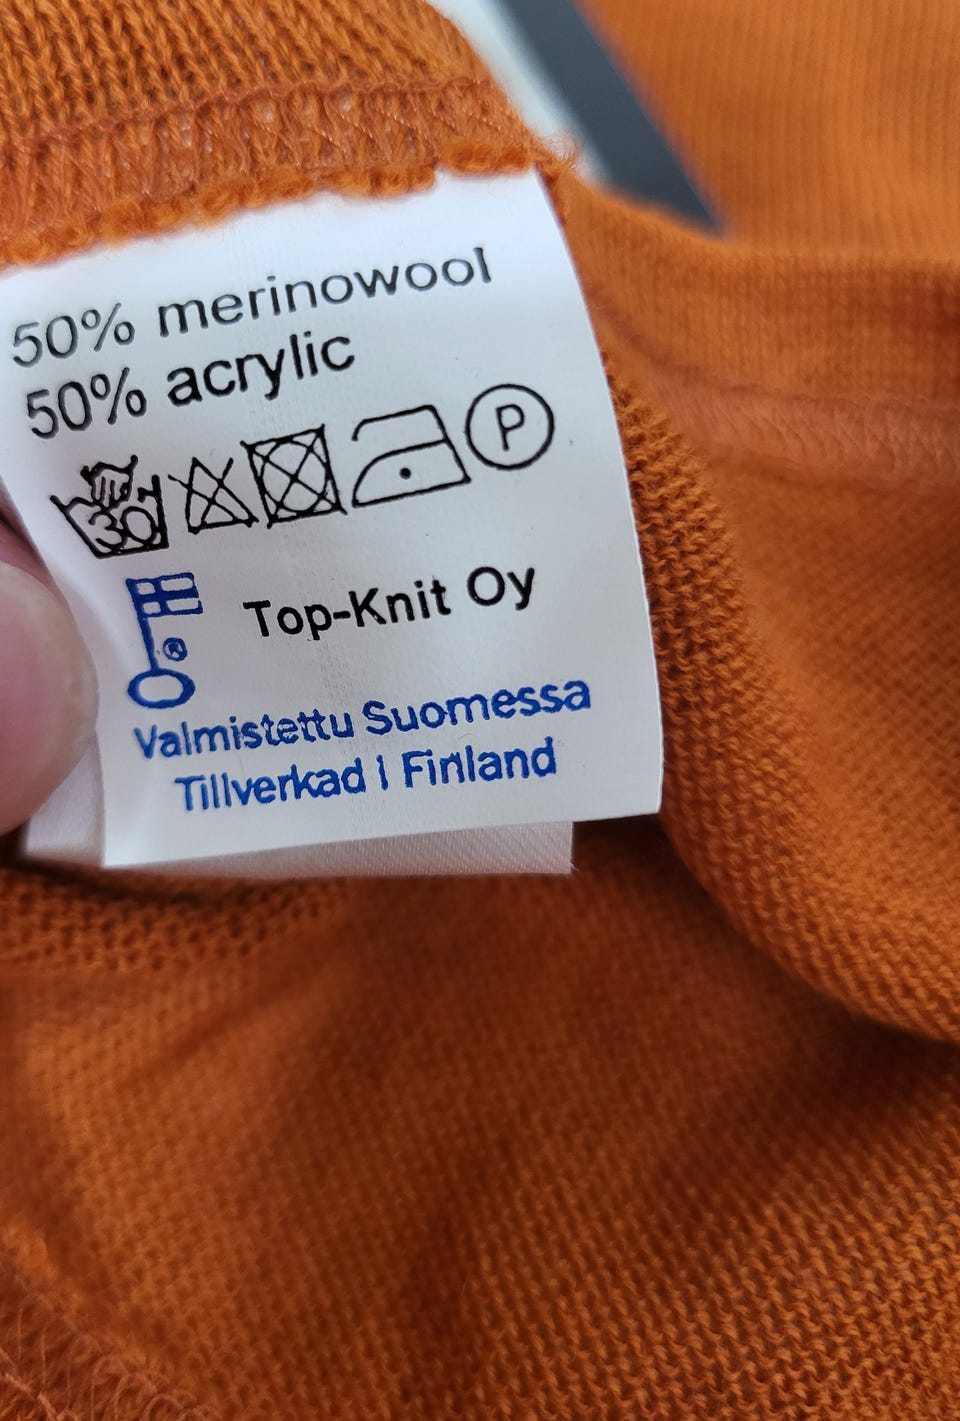 50% merinowool
50% acrylic
30 P
Top-Knit Oy
®
Valmistettu Suomessa
Tillverkad i Finland